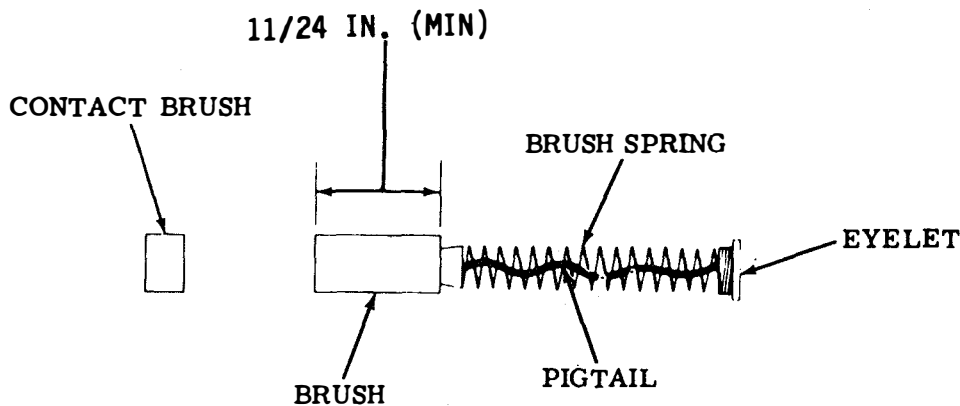 11/24 IN. (MIN)
CONTACT BRUSH
BRUSH SPRING
EYELET
PIGTAIL
BRUSH